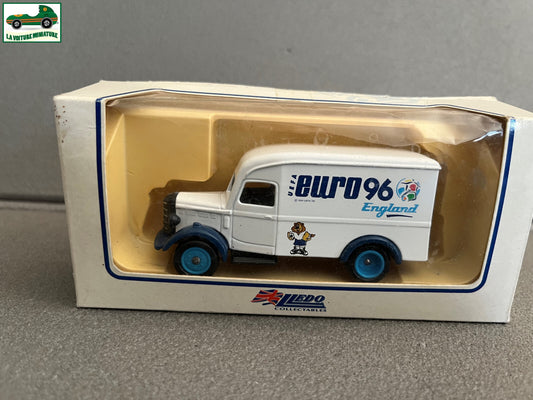 LA VOITURE MINIATURE
UEFA
euro96
England
LLEDO
COLLECTABLES